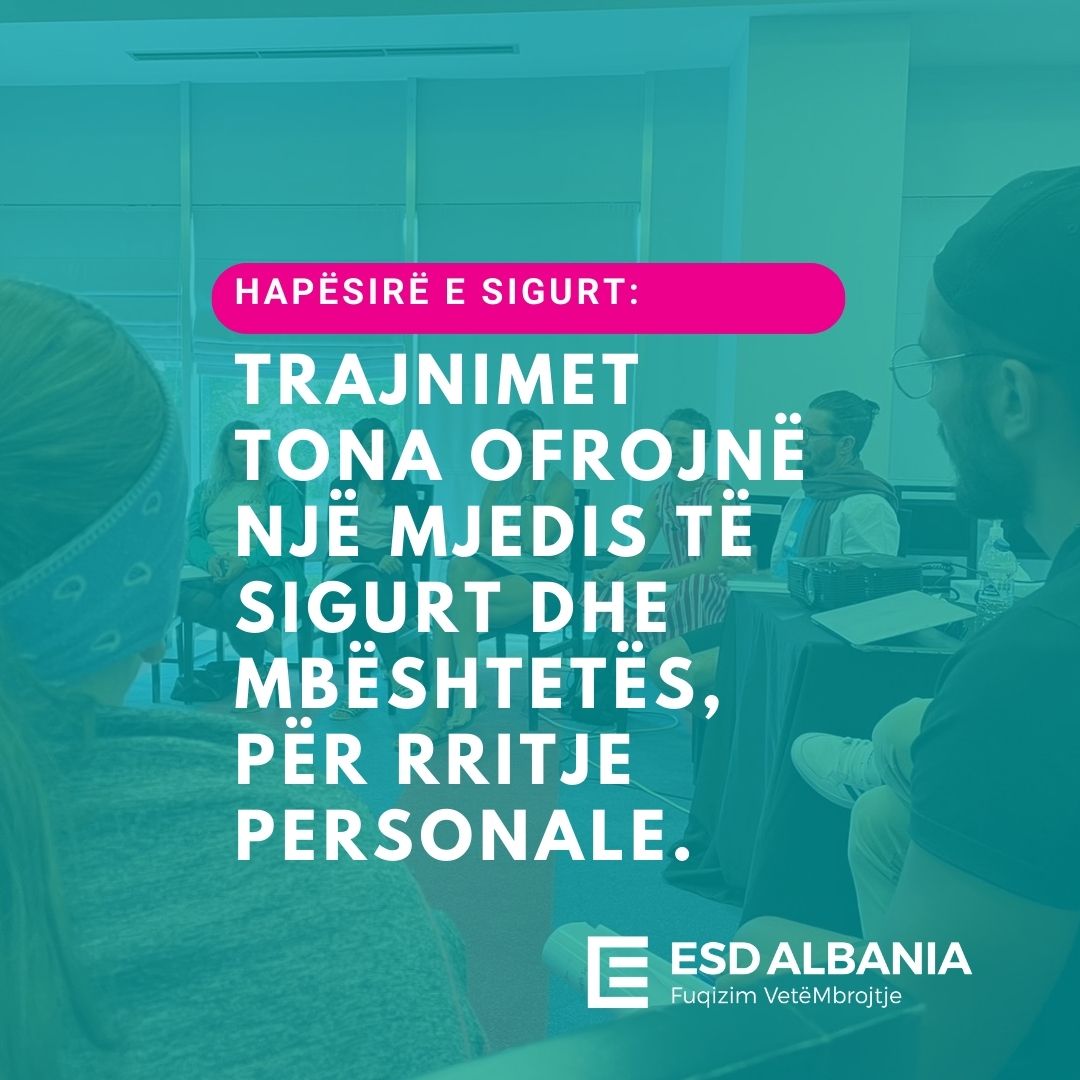 HAPËSIRË E SIGURT:
TRAJNIMET
TONA OFROJNË
NJË MJEDIS TË
SIGURT DHE
MBËSHTETËS,
PËR RRITJE
PERSONALE.
ESD ALBANIA
Fuqizim VetëMbrojtje